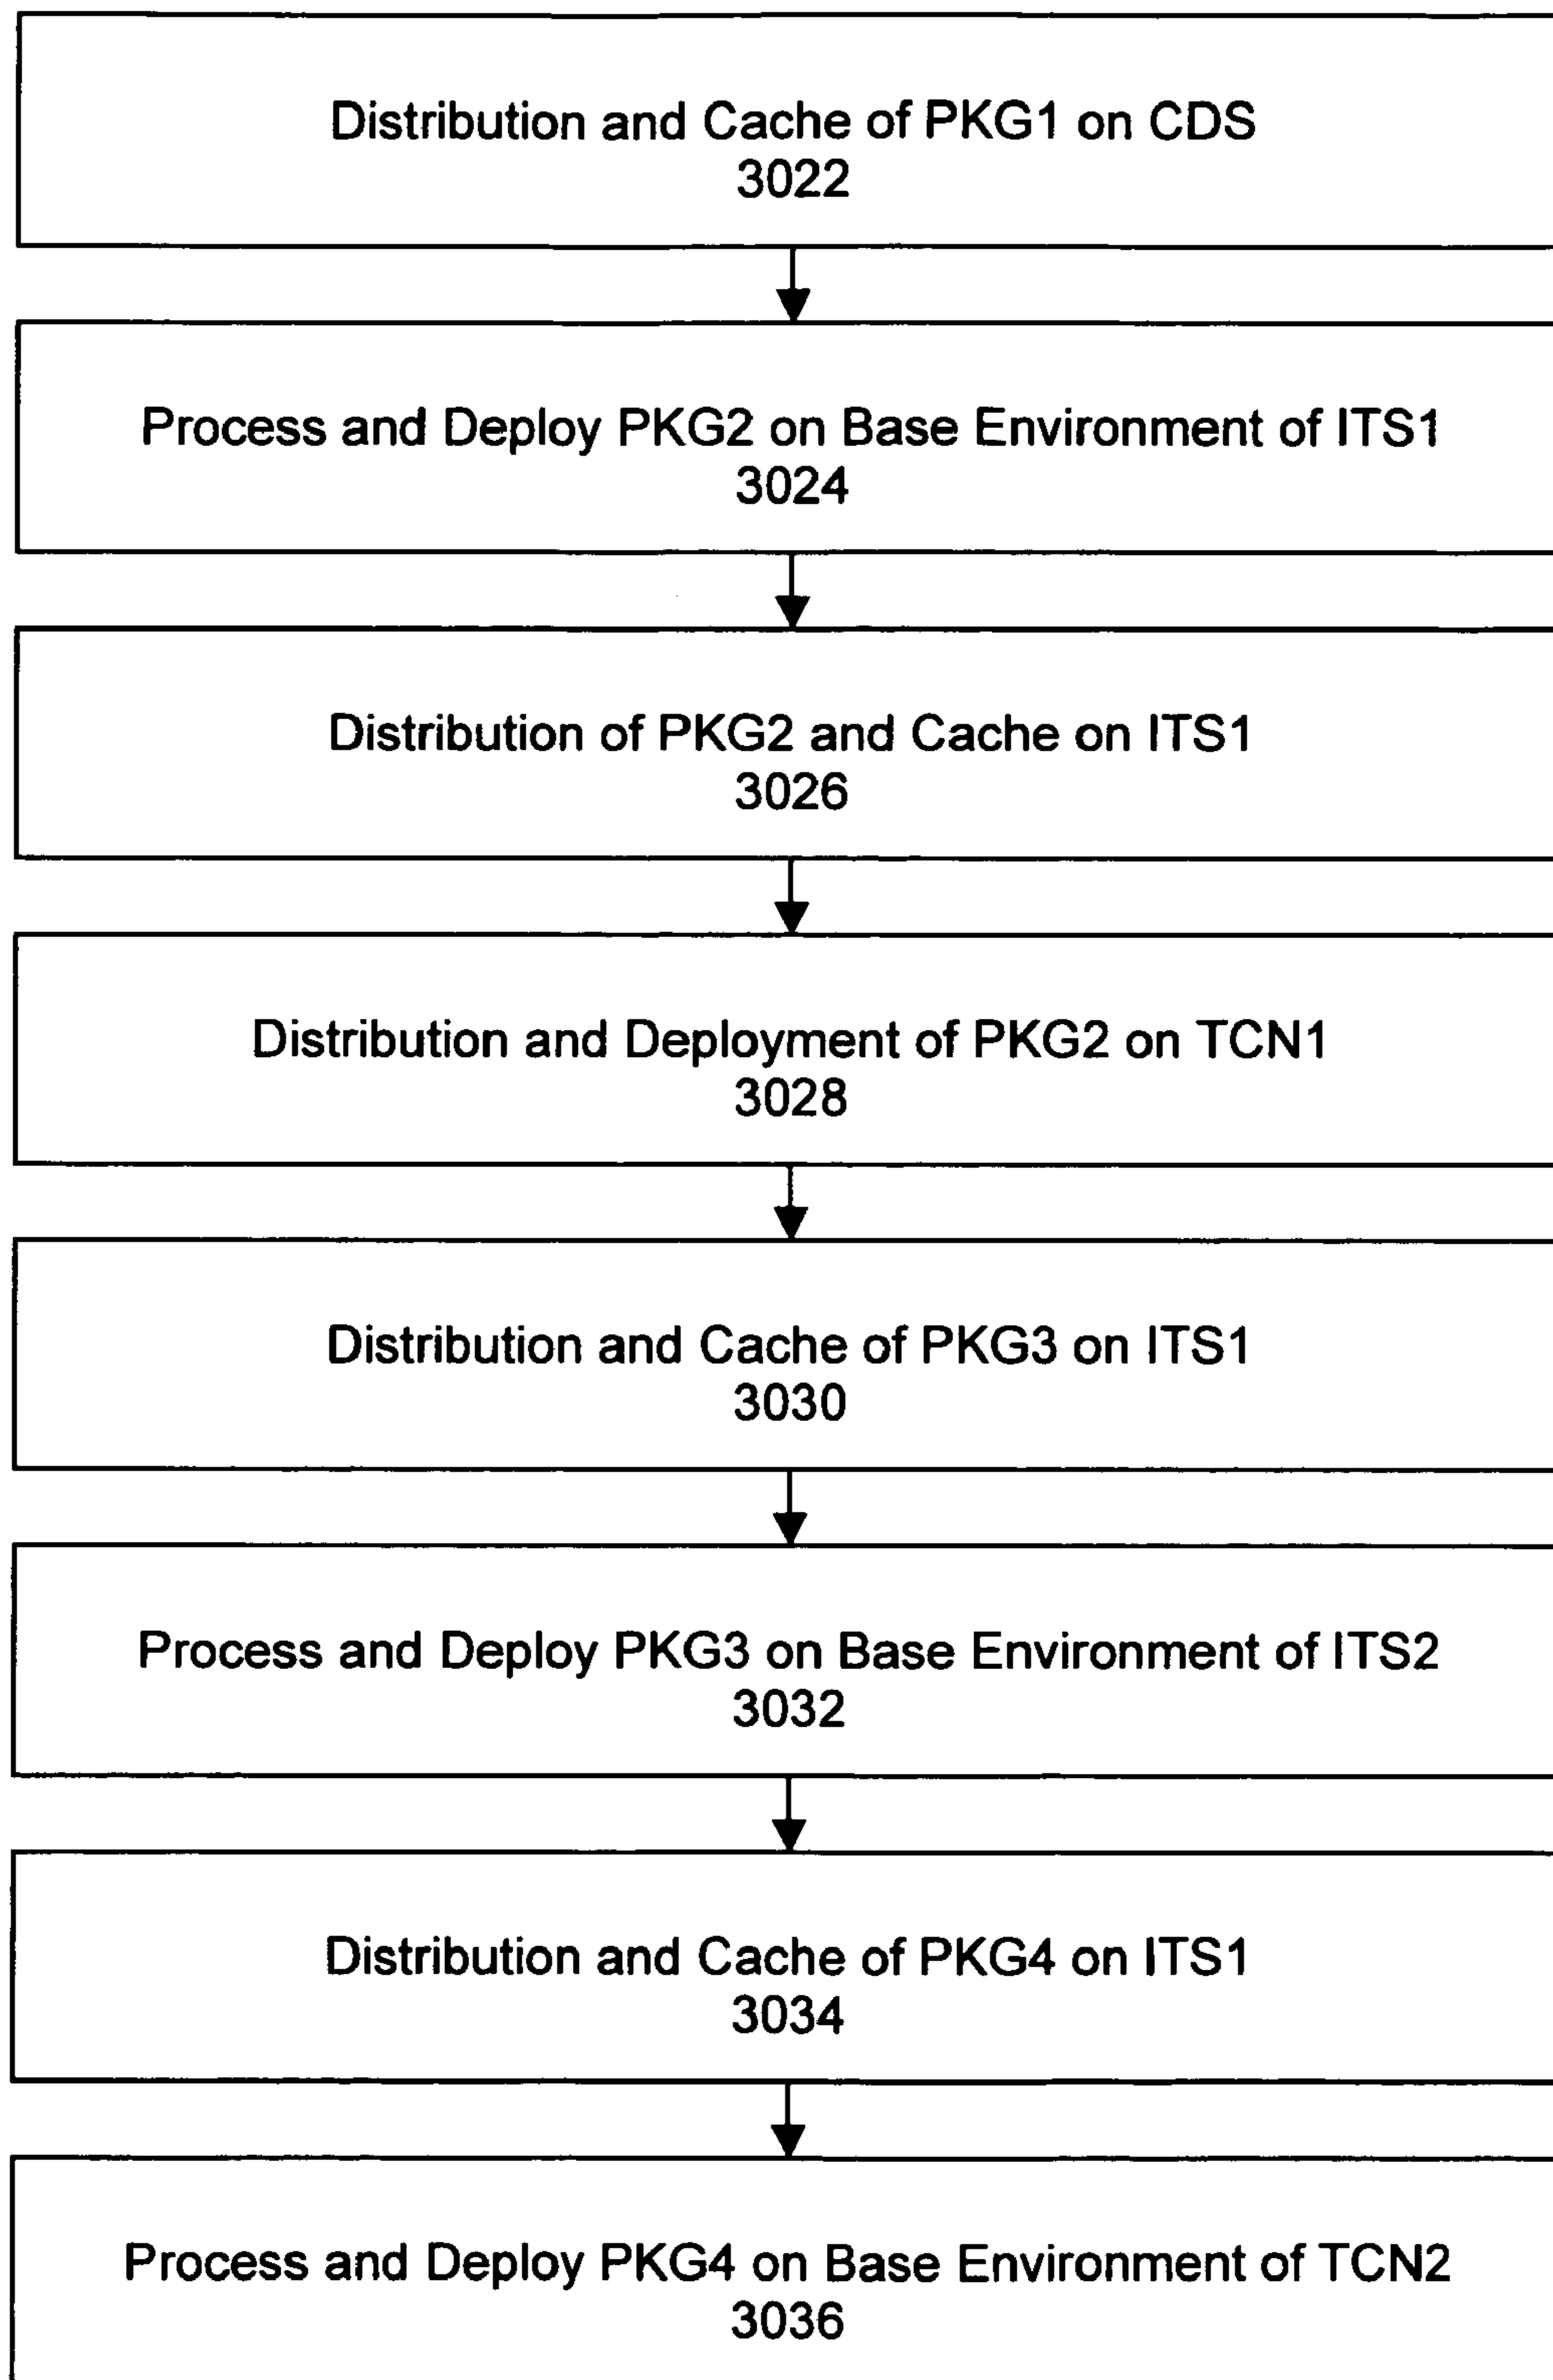 Distribution and Cache of PKG1 on CDS
3022
Process and Deploy PKG2 on Base Environment of ITS1
3024
Distribution of PKG2 and Cache on ITS1
3026
Distribution and Deployment of PKG2 on TCN1
3028
Distribution and Cache of PKG3 on ITS1
3030
Process and Deploy PKG3 on Base Environment of ITS2
3032
Distribution and Cache of PKG4 on ITS1
3034
Process and Deploy PKG4 on Base Environment of TCN2
3036